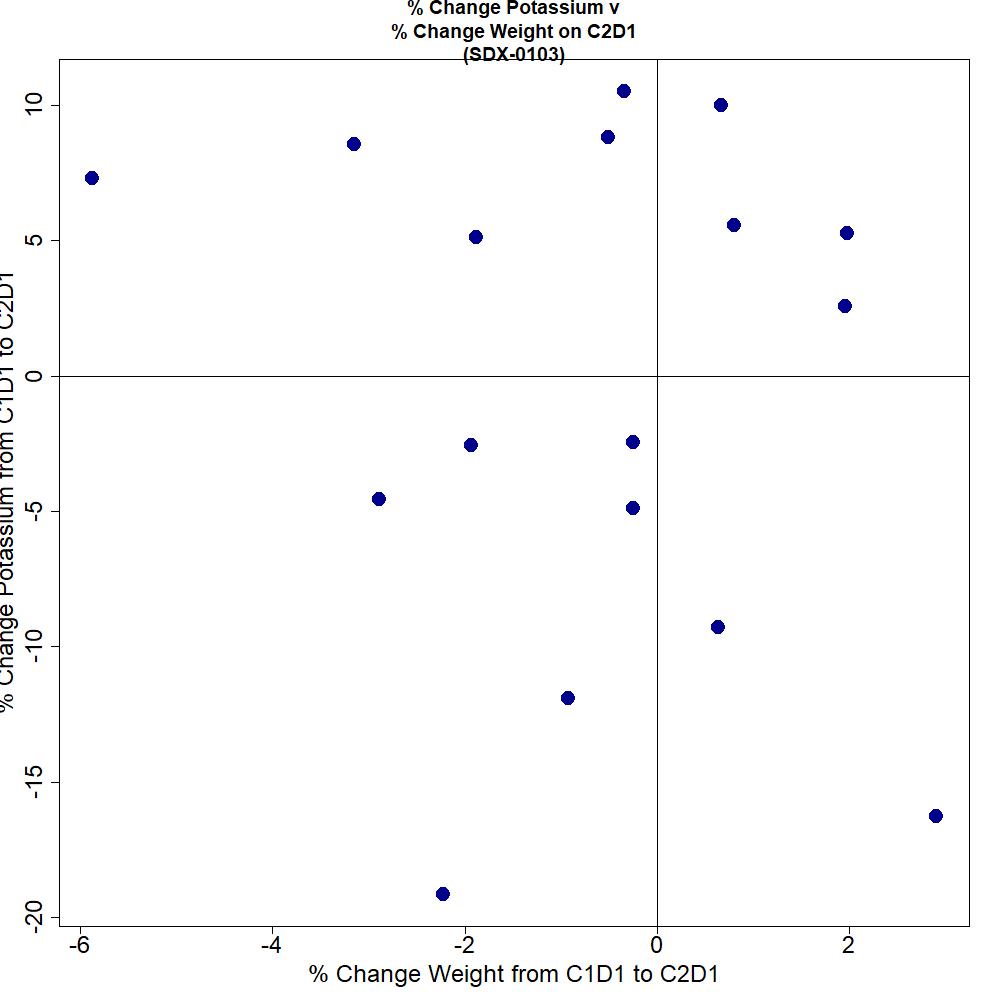 % Change Potassium v
% Change Weight on C2D1
(SDX-0103)
% Change Potassium from C1D1 to C2D1
10
5
0
-5
-10
-15
-20
-6
-4
-2
0
2
% Change Weight from C1D1 to C2D1